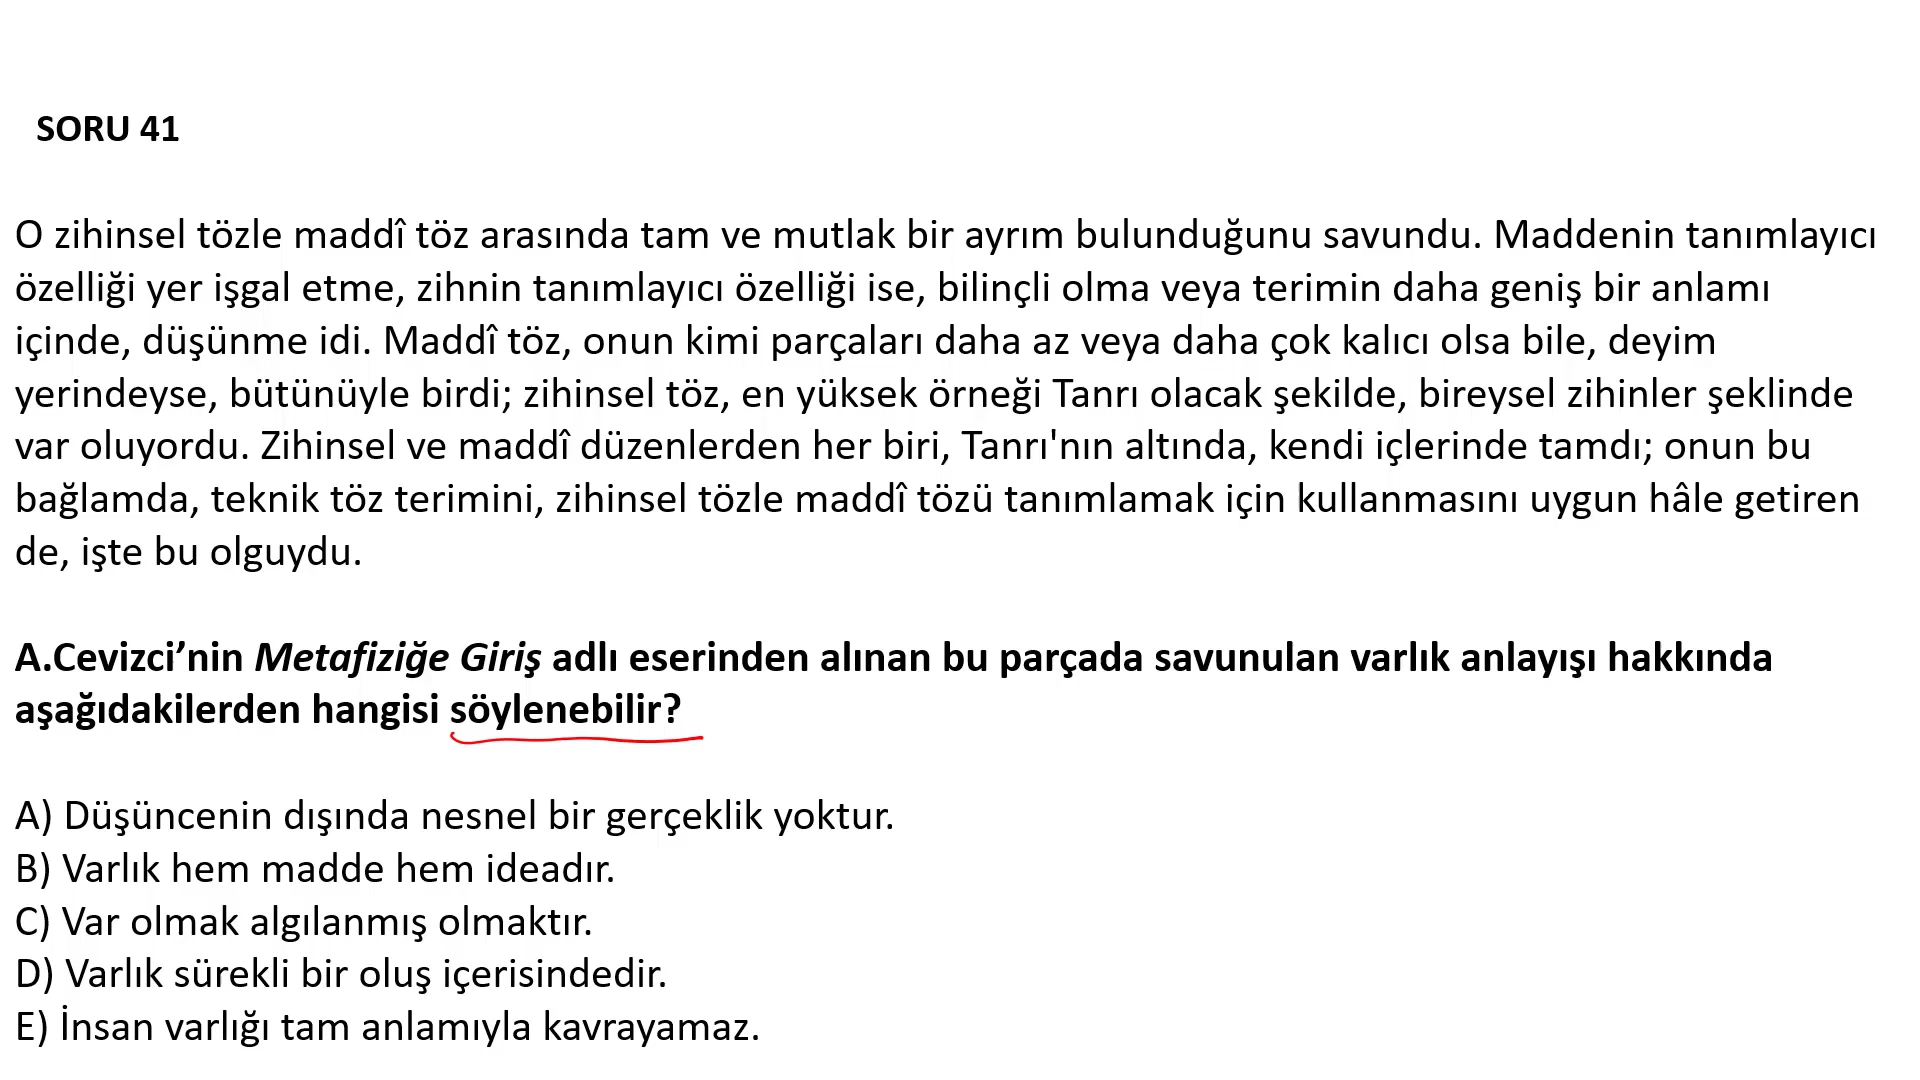 SORU 41
O zihinsel tözle maddî töz arasında tam ve mutlak bir ayrım bulunduğunu savundu. Maddenin tanımlayıcı
özelliği yer işgal etme, zihnin tanımlayıcı özelliği ise, bilinçli olma veya terimin daha geniş bir anlamı
içinde, düşünme idi. Maddî töz, onun kimi parçaları daha az veya daha çok kalıcı olsa bile, deyim
yerindeyse, bütünüyle birdi; zihinsel töz, en yüksek örneği Tanrı olacak şekilde, bireysel zihinler şeklinde
var oluyordu. Zihinsel ve maddî düzenlerden her biri, Tanrı'nın altında, kendi içlerinde tamdı; onun bu
bağlamda, teknik töz terimini, zihinsel tözle maddî tözü tanımlamak için kullanmasını uygun hâle getiren
de, işte bu olguydu.
A.Cevizci’nin Metafiziğe Giriş adlı eserinden alınan bu parçada savunulan varlık anlayışı hakkında
aşağıdakilerden hangisi söylenebilir?
A) Düşüncenin dışında nesnel bir gerçeklik yoktur.
B) Varlık hem madde hem ideadır.
C) Var olmak algılanmış olmaktır.
D) Varlık sürekli bir oluş içerisindedir.
E) İnsan varlığı tam anlamıyla kavrayamaz.